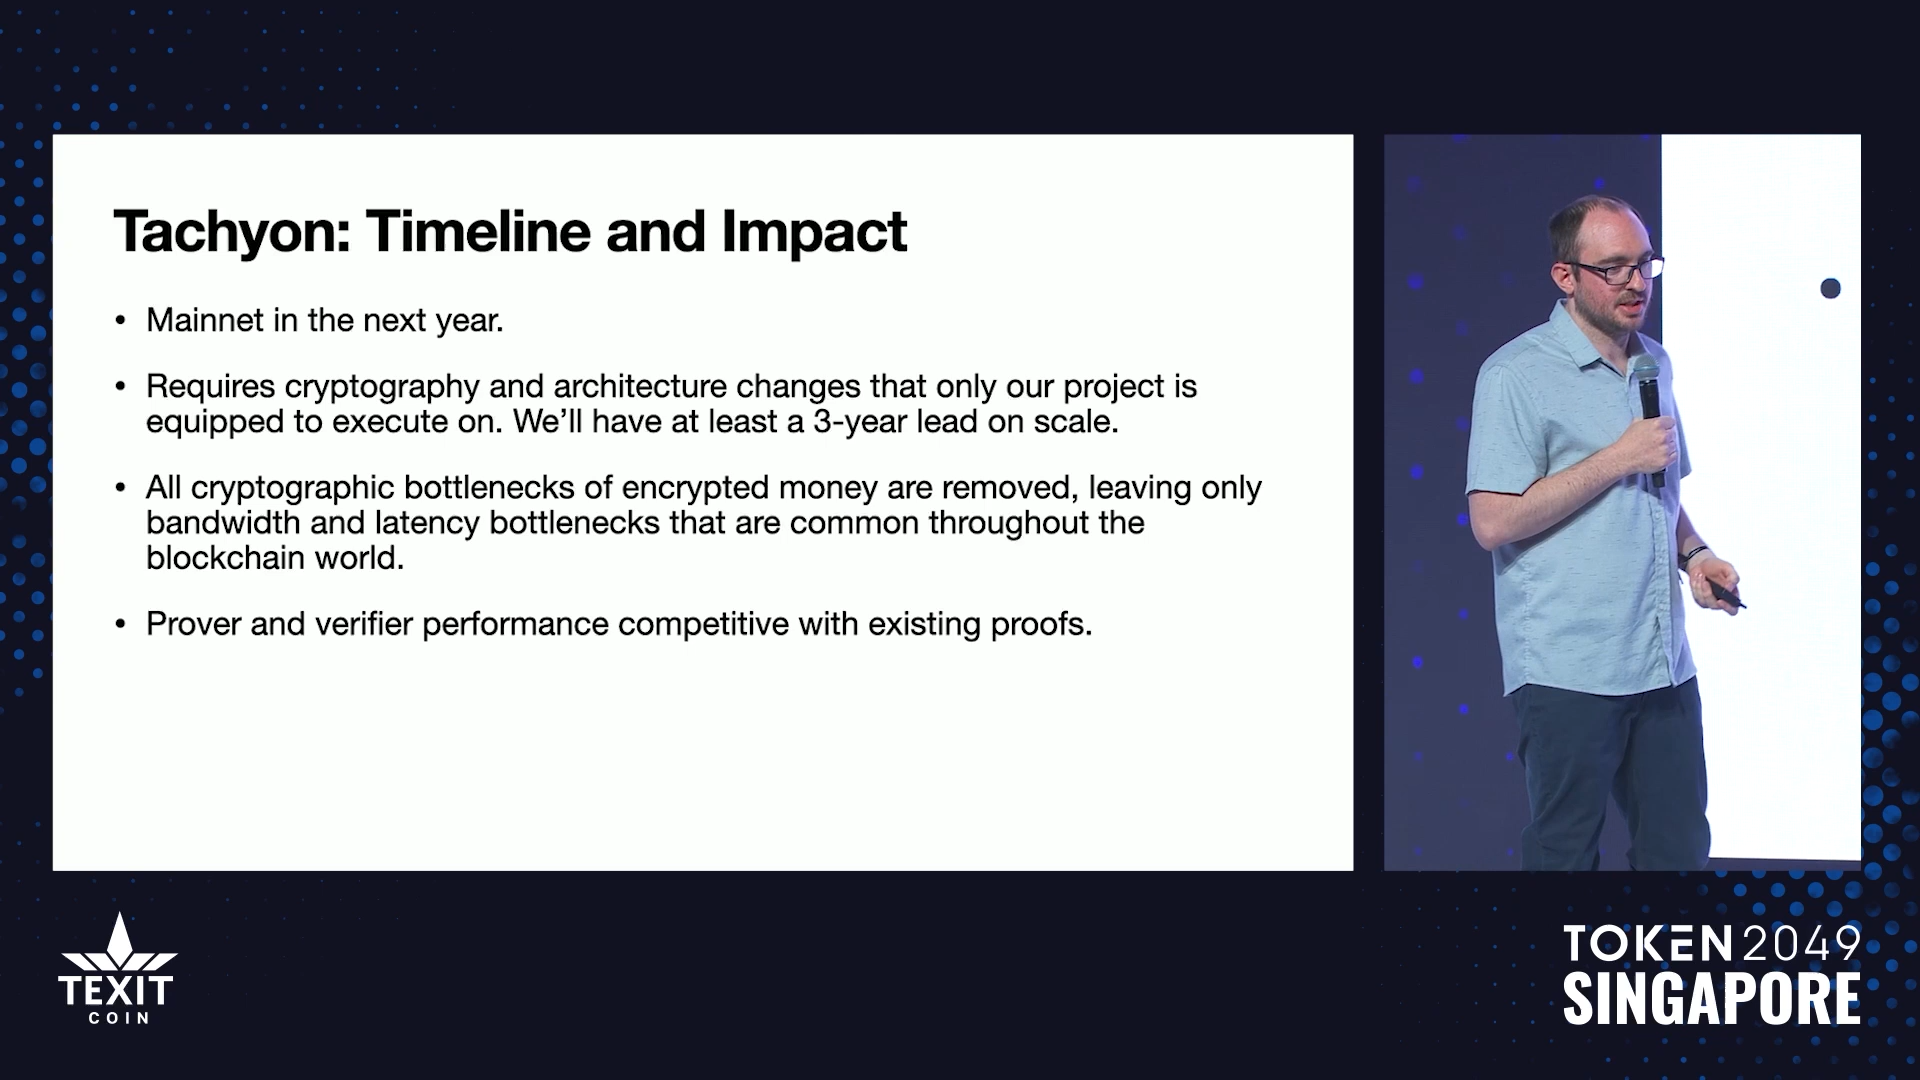 Tachyon: Timeline and Impact
• Mainnet in the next year.
• Requires cryptography and architecture changes that only our project is
equipped to execute on. We’ll have at least a 3-year lead on scale.
• All cryptographic bottlenecks of encrypted money are removed, leaving only
bandwidth and latency bottlenecks that are common throughout the
blockchain world.
• Prover and verifier performance competitive with existing proofs.
TEXIT
COIN
TOKEN2049
SINGAPORE